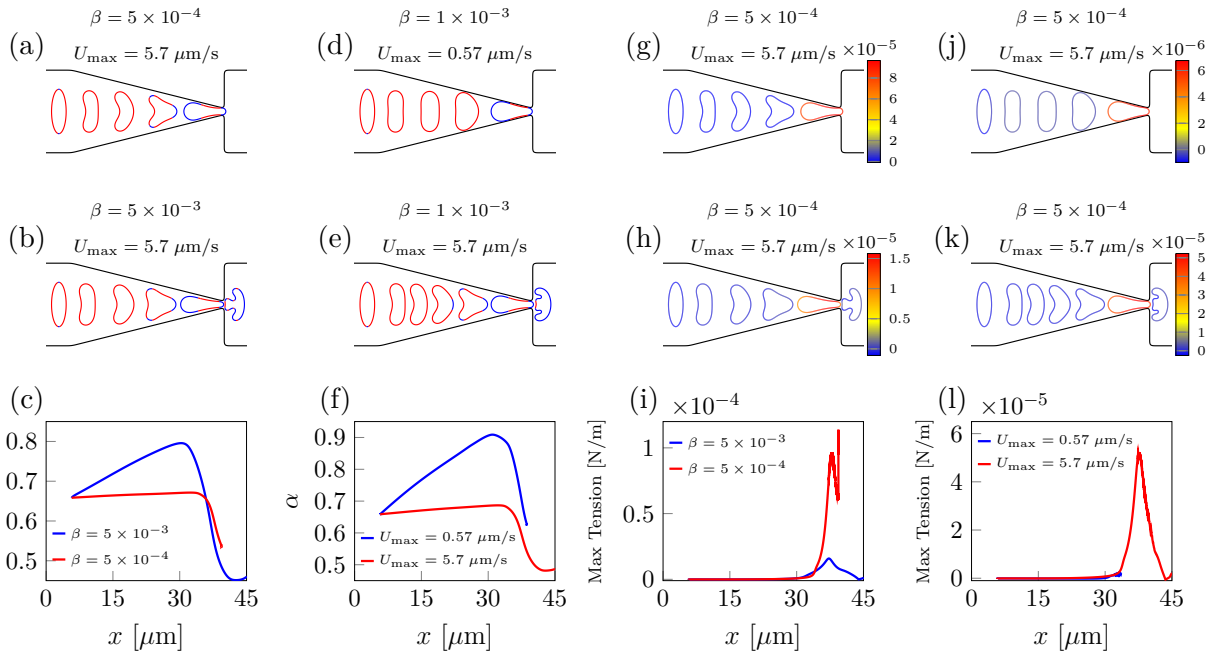 β = 5 × 10⁻⁴
(a)
U_max = 5.7 μm/s
β = 1 × 10⁻³
(d)
U_max = 0.57 μm/s
β = 5 × 10⁻⁴
(g)
U_max = 5.7 μm/s
×10⁻⁵
8
6
4
2
0
β = 5 × 10⁻⁴
(j)
U_max = 5.7 μm/s
×10⁻⁶
6
4
2
0
β = 5 × 10⁻³
(b)
U_max = 5.7 μm/s
β = 1 × 10⁻³
(e)
U_max = 5.7 μm/s
β = 5 × 10⁻⁴
(h)
U_max = 5.7 μm/s
×10⁻⁵
1.5
1
0.5
0
β = 5 × 10⁻⁴
(k)
U_max = 5.7 μm/s
×10⁻⁵
5
4
3
2
1
0
(c)
0.8
0.7
0.6
0.5
β = 5 × 10⁻³
β = 5 × 10⁻⁴
0 15 30 45
x [μm]
(f)
α
0.9
0.8
0.7
0.6
0.5
U_max = 0.57 μm/s
U_max = 5.7 μm/s
0 15 30 45
x [μm]
(i)
×10⁻⁴
Max Tension [N/m]
1
0.5
0
β = 5 × 10⁻³
β = 5 × 10⁻⁴
0 15 30 45
x [μm]
(l)
×10⁻⁵
Max Tension [N/m]
6
4
2
0
U_max = 0.57 μm/s
U_max = 5.7 μm/s
0 15 30 45
x [μm]